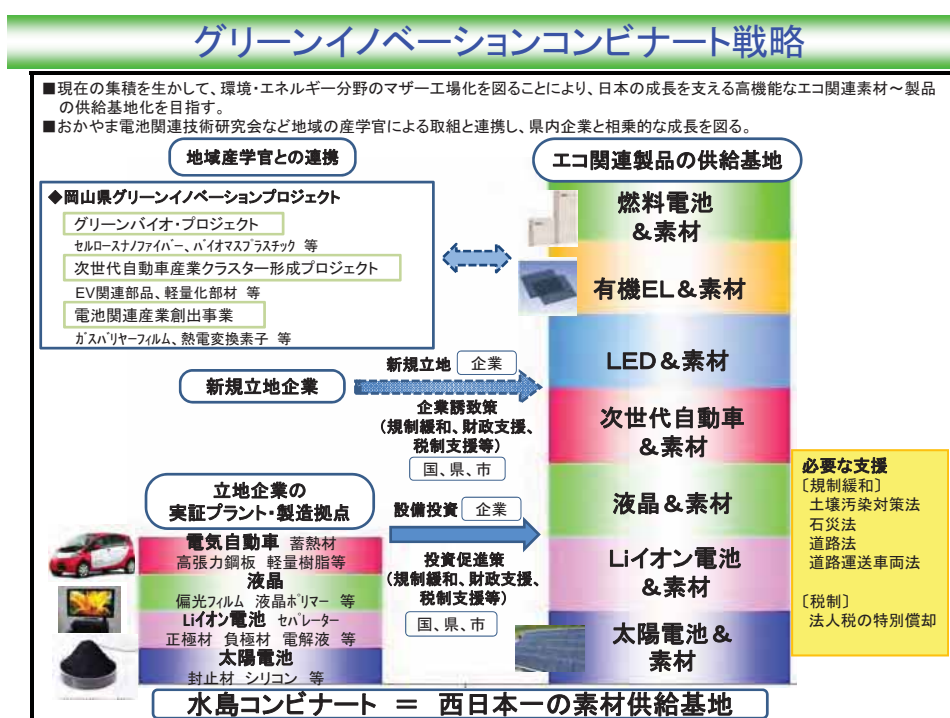 グリーンイノベーションコンビナート戦略
■現在の集積を生かして、環境・エネルギー分野のマザー工場化を図ることにより、日本の成長を支える高機能なエコ関連素材～製品
の供給基地化を目指す。
■おかやま電池関連技術研究会など地域の産学官による取組と連携し、県内企業と相乗的な成長を図る。
地域産学官との連携
◆岡山県グリーンイノベーションプロジェクト
グリーンバイオ・プロジェクト
ｾﾙﾛｰｽﾅﾉﾌｧｲﾊﾞｰ、ﾊﾞｲｵﾏｽﾌﾟﾗｽﾁｯｸ 等
次世代自動車産業クラスター形成プロジェクト
EV関連部品、軽量化部材 等
電池関連産業創出事業
ｶﾞｽﾊﾞﾘﾔｰﾌｨﾙﾑ、熱電変換素子 等
新規立地企業
新規立地 企業
企業誘致策
(規制緩和、財政支援、
税制支援等)
国、県、市
立地企業の
実証プラント・製造拠点
電気自動車 蓄熱材
高張力鋼板 軽量樹脂等
液晶
偏光ﾌｨﾙﾑ 液晶ﾎﾟﾘﾏｰ 等
Liイオン電池 ｾﾊﾟﾚｰﾀｰ
正極材 負極材 電解液 等
太陽電池
封止材 シリコン 等
設備投資 企業
投資促進策
(規制緩和、財政支援、
税制支援等)
国、県、市
エコ関連製品の供給基地
燃料電池
＆素材
有機EL＆素材
LED＆素材
次世代自動車
＆素材
液晶＆素材
Liイオン電池
＆素材
太陽電池＆
素材
必要な支援
〔規制緩和〕
土壌汚染対策法
石災法
道路法
道路運送車両法
〔税制〕
法人税の特別償却
水島コンビナート ＝ 西日本一の素材供給基地